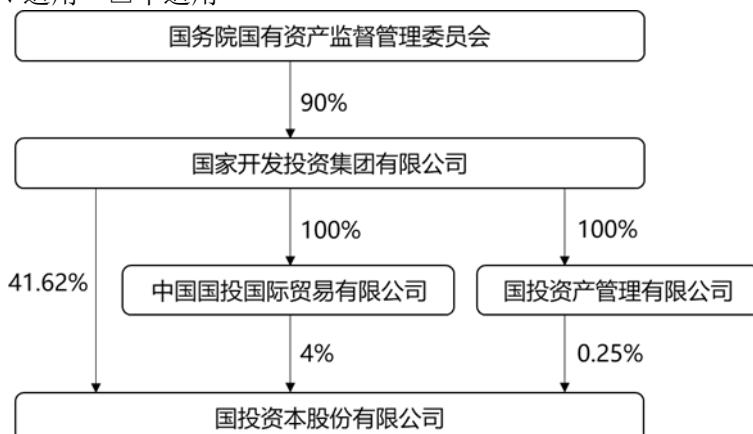 国务院国有资产监督管理委员会
90%
国家开发投资集团有限公司
100%
100%
41.62%
中国国投国际贸易有限公司
国投资产管理有限公司
4%
0.25%
国投资本股份有限公司